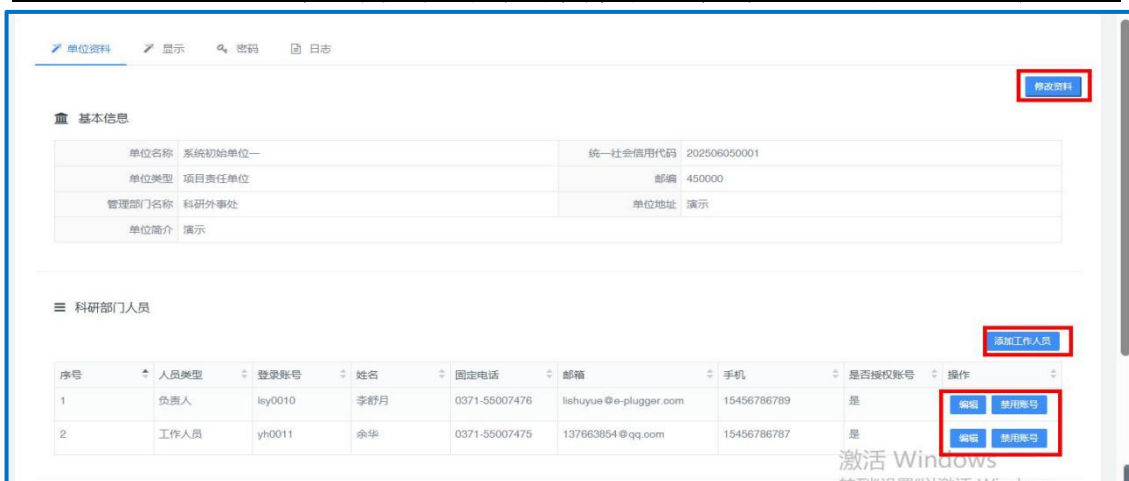 单位资料 显示 密码 日志
修改资料
基本信息
单位名称 系统初始单位一 统一社会信用代码 202506050001
单位类型 项目责任单位 邮编 450000
管理部门名称 科研外事处 单位地址 演示
单位简介 演示
科研部门人员
添加工作人员
序号 人员类型 登录账号 姓名 固定电话 邮箱 手机 是否授权账号 操作
1 负责人 lsy0010 李舒月 0371-55007476 lishuyue@e-plugger.com 15456786789 是 编辑 禁用账号
2 工作人员 yh0011 余华 0371-55007475 137663854@qq.com 15456786787 是 编辑 禁用账号
激活 Windows